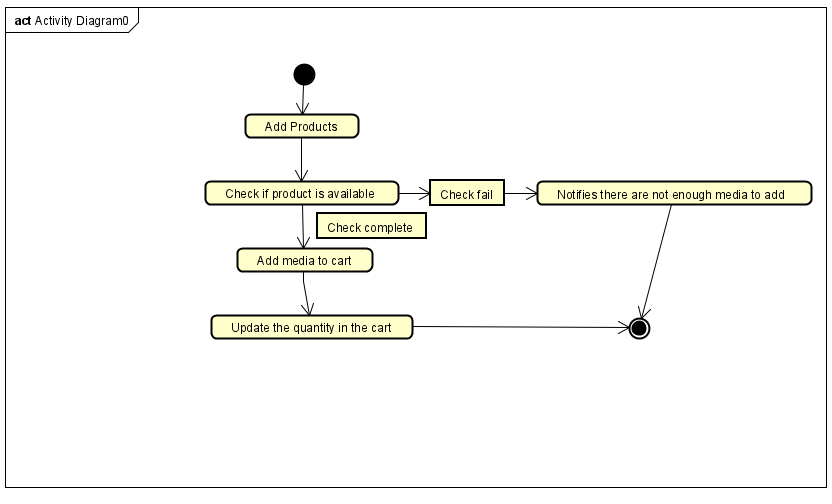 act Activity Diagram0
Add Products
Check if product is available
Check fail
Notifies there are not enough media to add
Check complete
Add media to cart
Update the quantity in the cart